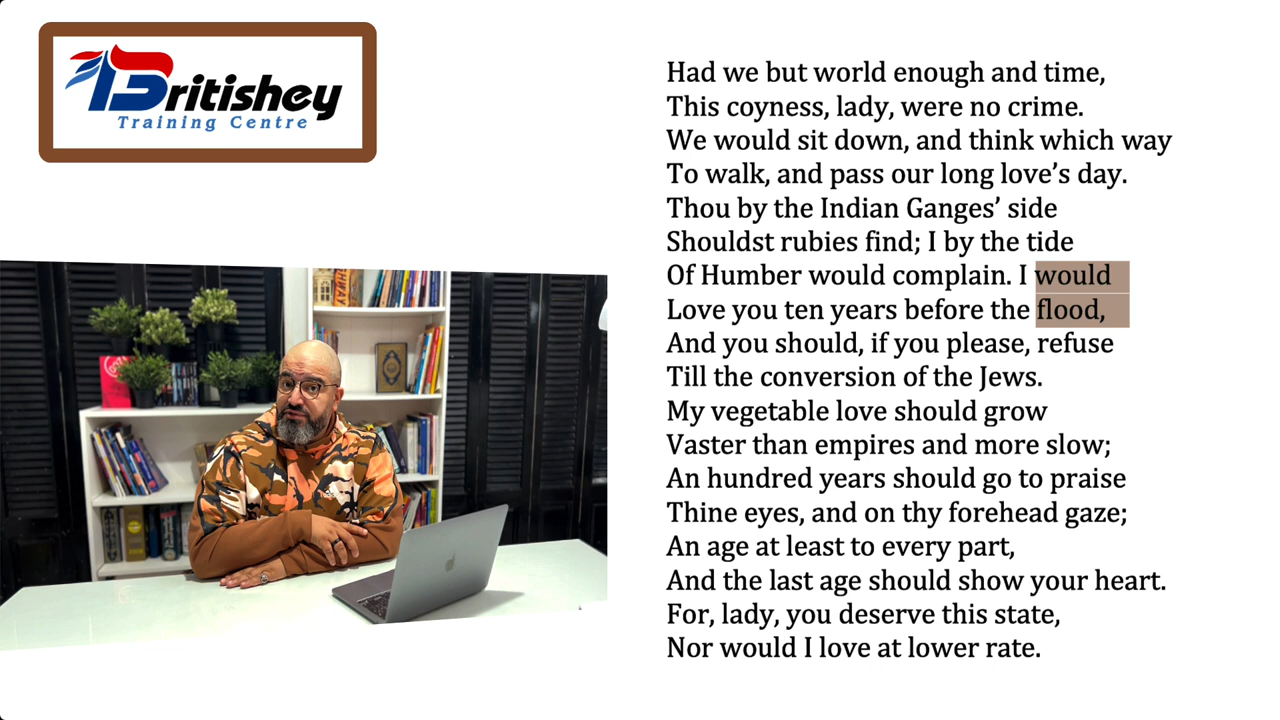 Britishey
Training Centre
Had we but world enough and time,
This coyness, lady, were no crime.
We would sit down, and think which way
To walk, and pass our long love’s day.
Thou by the Indian Ganges’ side
Shouldst rubies find; I by the tide
Of Humber would complain. I would
Love you ten years before the flood,
And you should, if you please, refuse
Till the conversion of the Jews.
My vegetable love should grow
Vaster than empires and more slow;
An hundred years should go to praise
Thine eyes, and on thy forehead gaze;
An age at least to every part,
And the last age should show your heart.
For, lady, you deserve this state,
Nor would I love at lower rate.